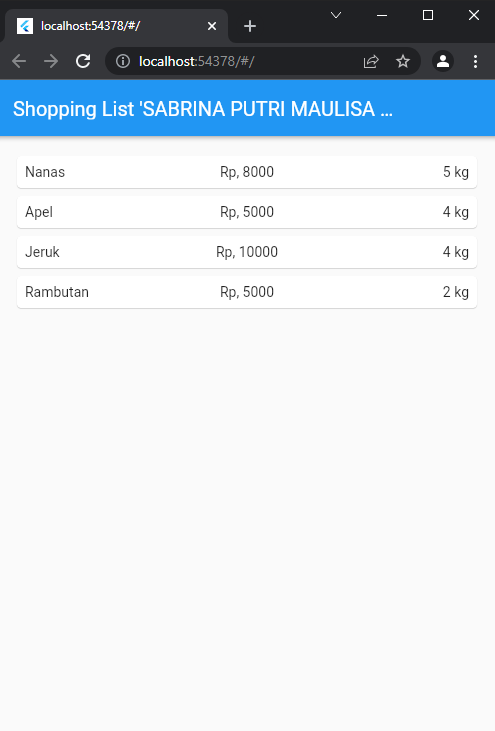 localhost:54378/#/
localhost:54378/#/
Shopping List 'SABRINA PUTRI MAULISA ...
Nanas Rp, 8000 5 kg
Apel Rp, 5000 4 kg
Jeruk Rp, 10000 4 kg
Rambutan Rp, 5000 2 kg